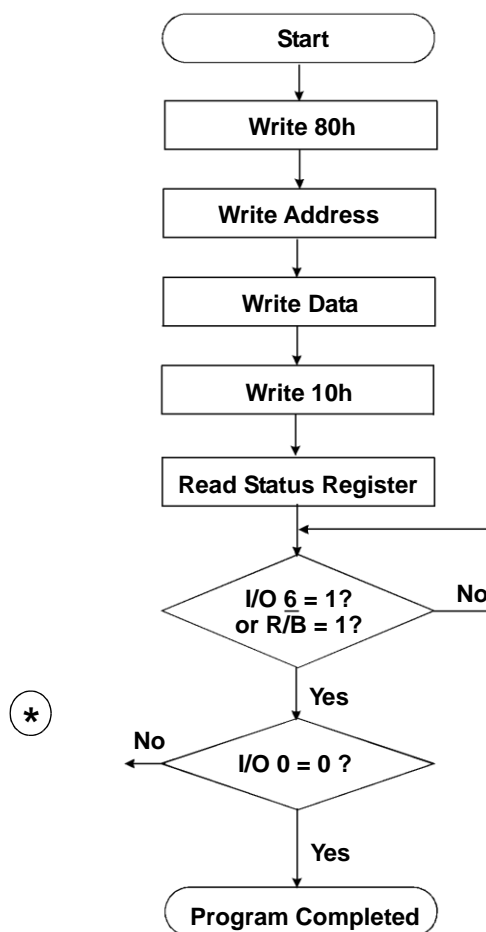 Start
Write 80h
Write Address
Write Data
Write 10h
Read Status Register
I/O 6 = 1?
or R/B = 1?
No
Yes
*
No
I/O 0 = 0 ?
Yes
Program Completed